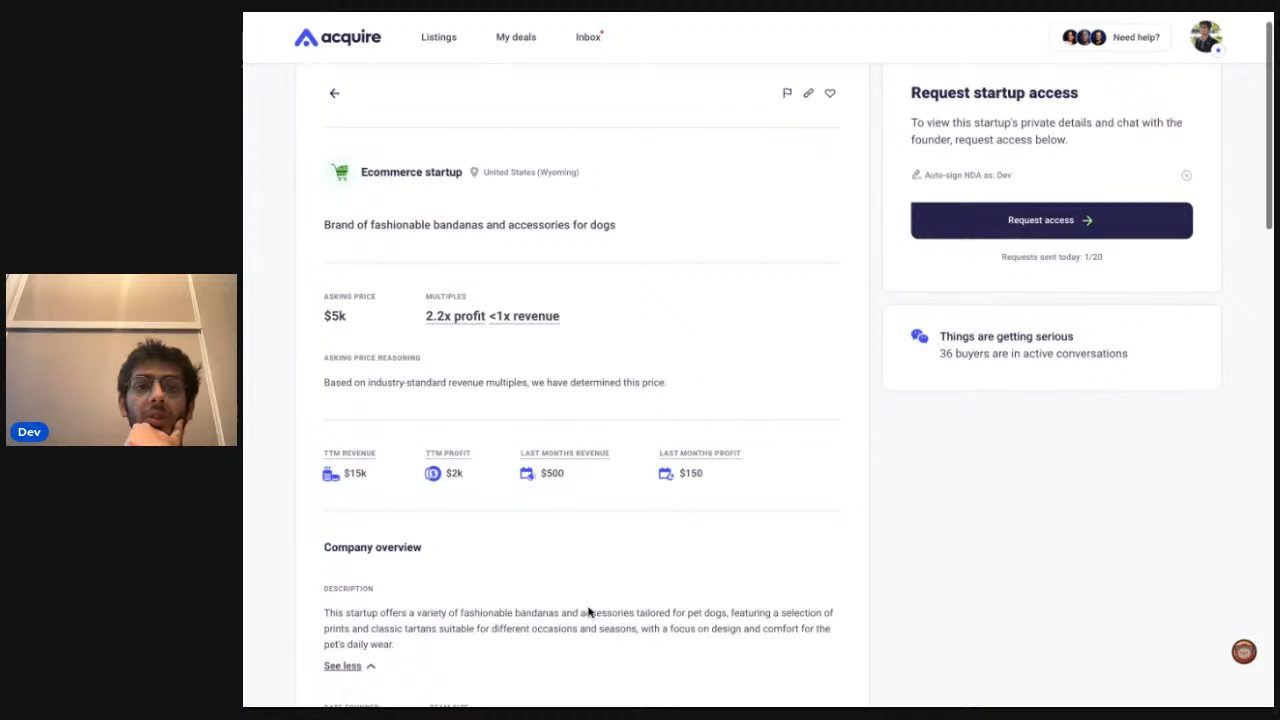 acquire
Listings
My deals
Inbox
Need help?
Ecommerce startup
United States (Wyoming)
Brand of fashionable bandanas and accessories for dogs
ASKING PRICE
MULTIPLES
$5k
2.2x profit <1x revenue
ASKING PRICE REASONING
Based on industry-standard revenue multiples, we have determined this price.
TTM REVENUE
TTM PROFIT
LAST MONTHS REVENUE
LAST MONTHS PROFIT
$15k
$2k
$500
$150
Company overview
DESCRIPTION
This startup offers a variety of fashionable bandanas and accessories tailored for pet dogs, featuring a selection of
prints and classic tartans suitable for different occasions and seasons, with a focus on design and comfort for the
pet's daily wear.
See less
DATE FOUNDED
TEAM SIZE
Request startup access
To view this startup's private details and chat with the
founder, request access below.
Auto-sign NDA as: Dev
Request access
Requests sent today: 1/20
Things are getting serious
36 buyers are in active conversations
Dev